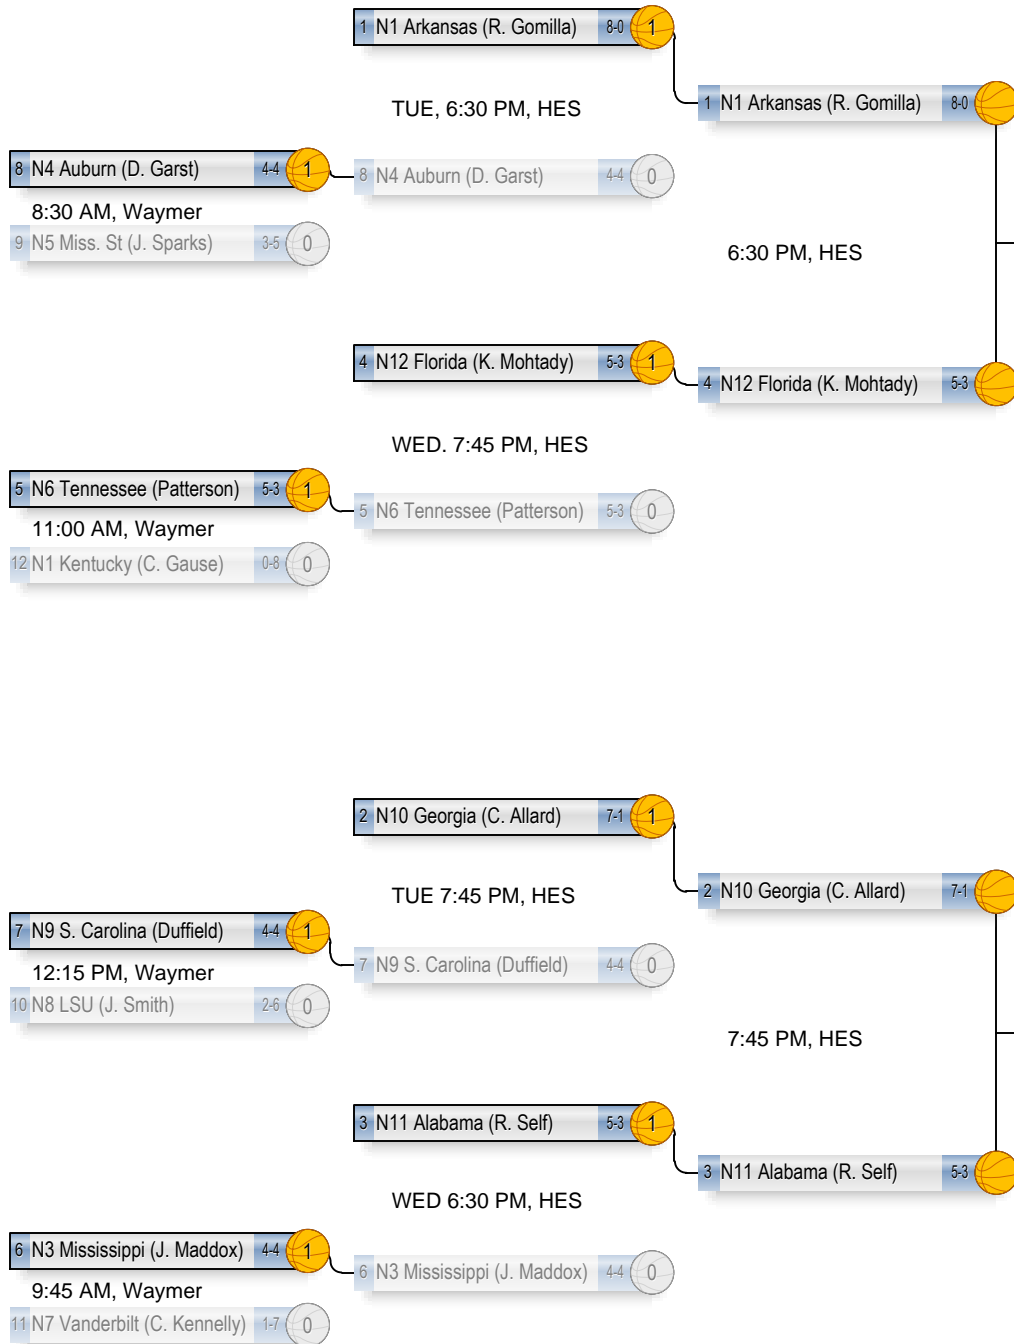 1 N1 Arkansas (R. Gomilla) 8-0 1
TUE, 6:30 PM, HES
1 N1 Arkansas (R. Gomilla) 8-0
8 N4 Auburn (D. Garst) 4-4 1
8 N4 Auburn (D. Garst) 4-4 0
8:30 AM, Waymer
9 N5 Miss. St (J. Sparks) 3-5 0
6:30 PM, HES
4 N12 Florida (K. Mohtady) 5-3 1
4 N12 Florida (K. Mohtady) 5-3
WED. 7:45 PM, HES
5 N6 Tennessee (Patterson) 5-3 1
5 N6 Tennessee (Patterson) 5-3 0
11:00 AM, Waymer
12 N1 Kentucky (C. Gause) 0-8 0
2 N10 Georgia (C. Allard) 7-1 1
TUE 7:45 PM, HES
2 N10 Georgia (C. Allard) 7-1
7 N9 S. Carolina (Duffield) 4-4 1
7 N9 S. Carolina (Duffield) 4-4 0
12:15 PM, Waymer
10 N8 LSU (J. Smith) 2-6 0
7:45 PM, HES
3 N11 Alabama (R. Self) 5-3 1
3 N11 Alabama (R. Self) 5-3
WED 6:30 PM, HES
6 N3 Mississippi (J. Maddox) 4-4 1
6 N3 Mississippi (J. Maddox) 4-4 0
9:45 AM, Waymer
11 N7 Vanderbilt (C. Kennelly) 1-7 0